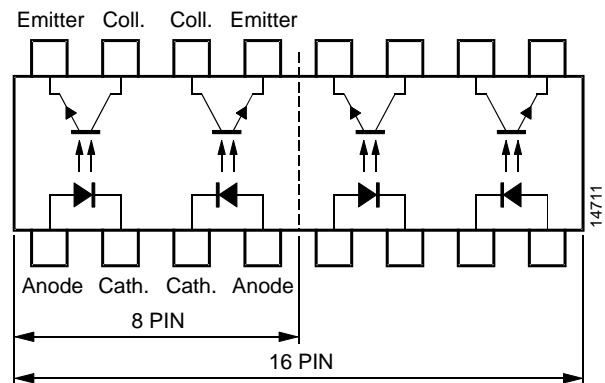 Emitter Coll. Coll. Emitter
14711
Anode Cath. Cath. Anode
8 PIN
16 PIN